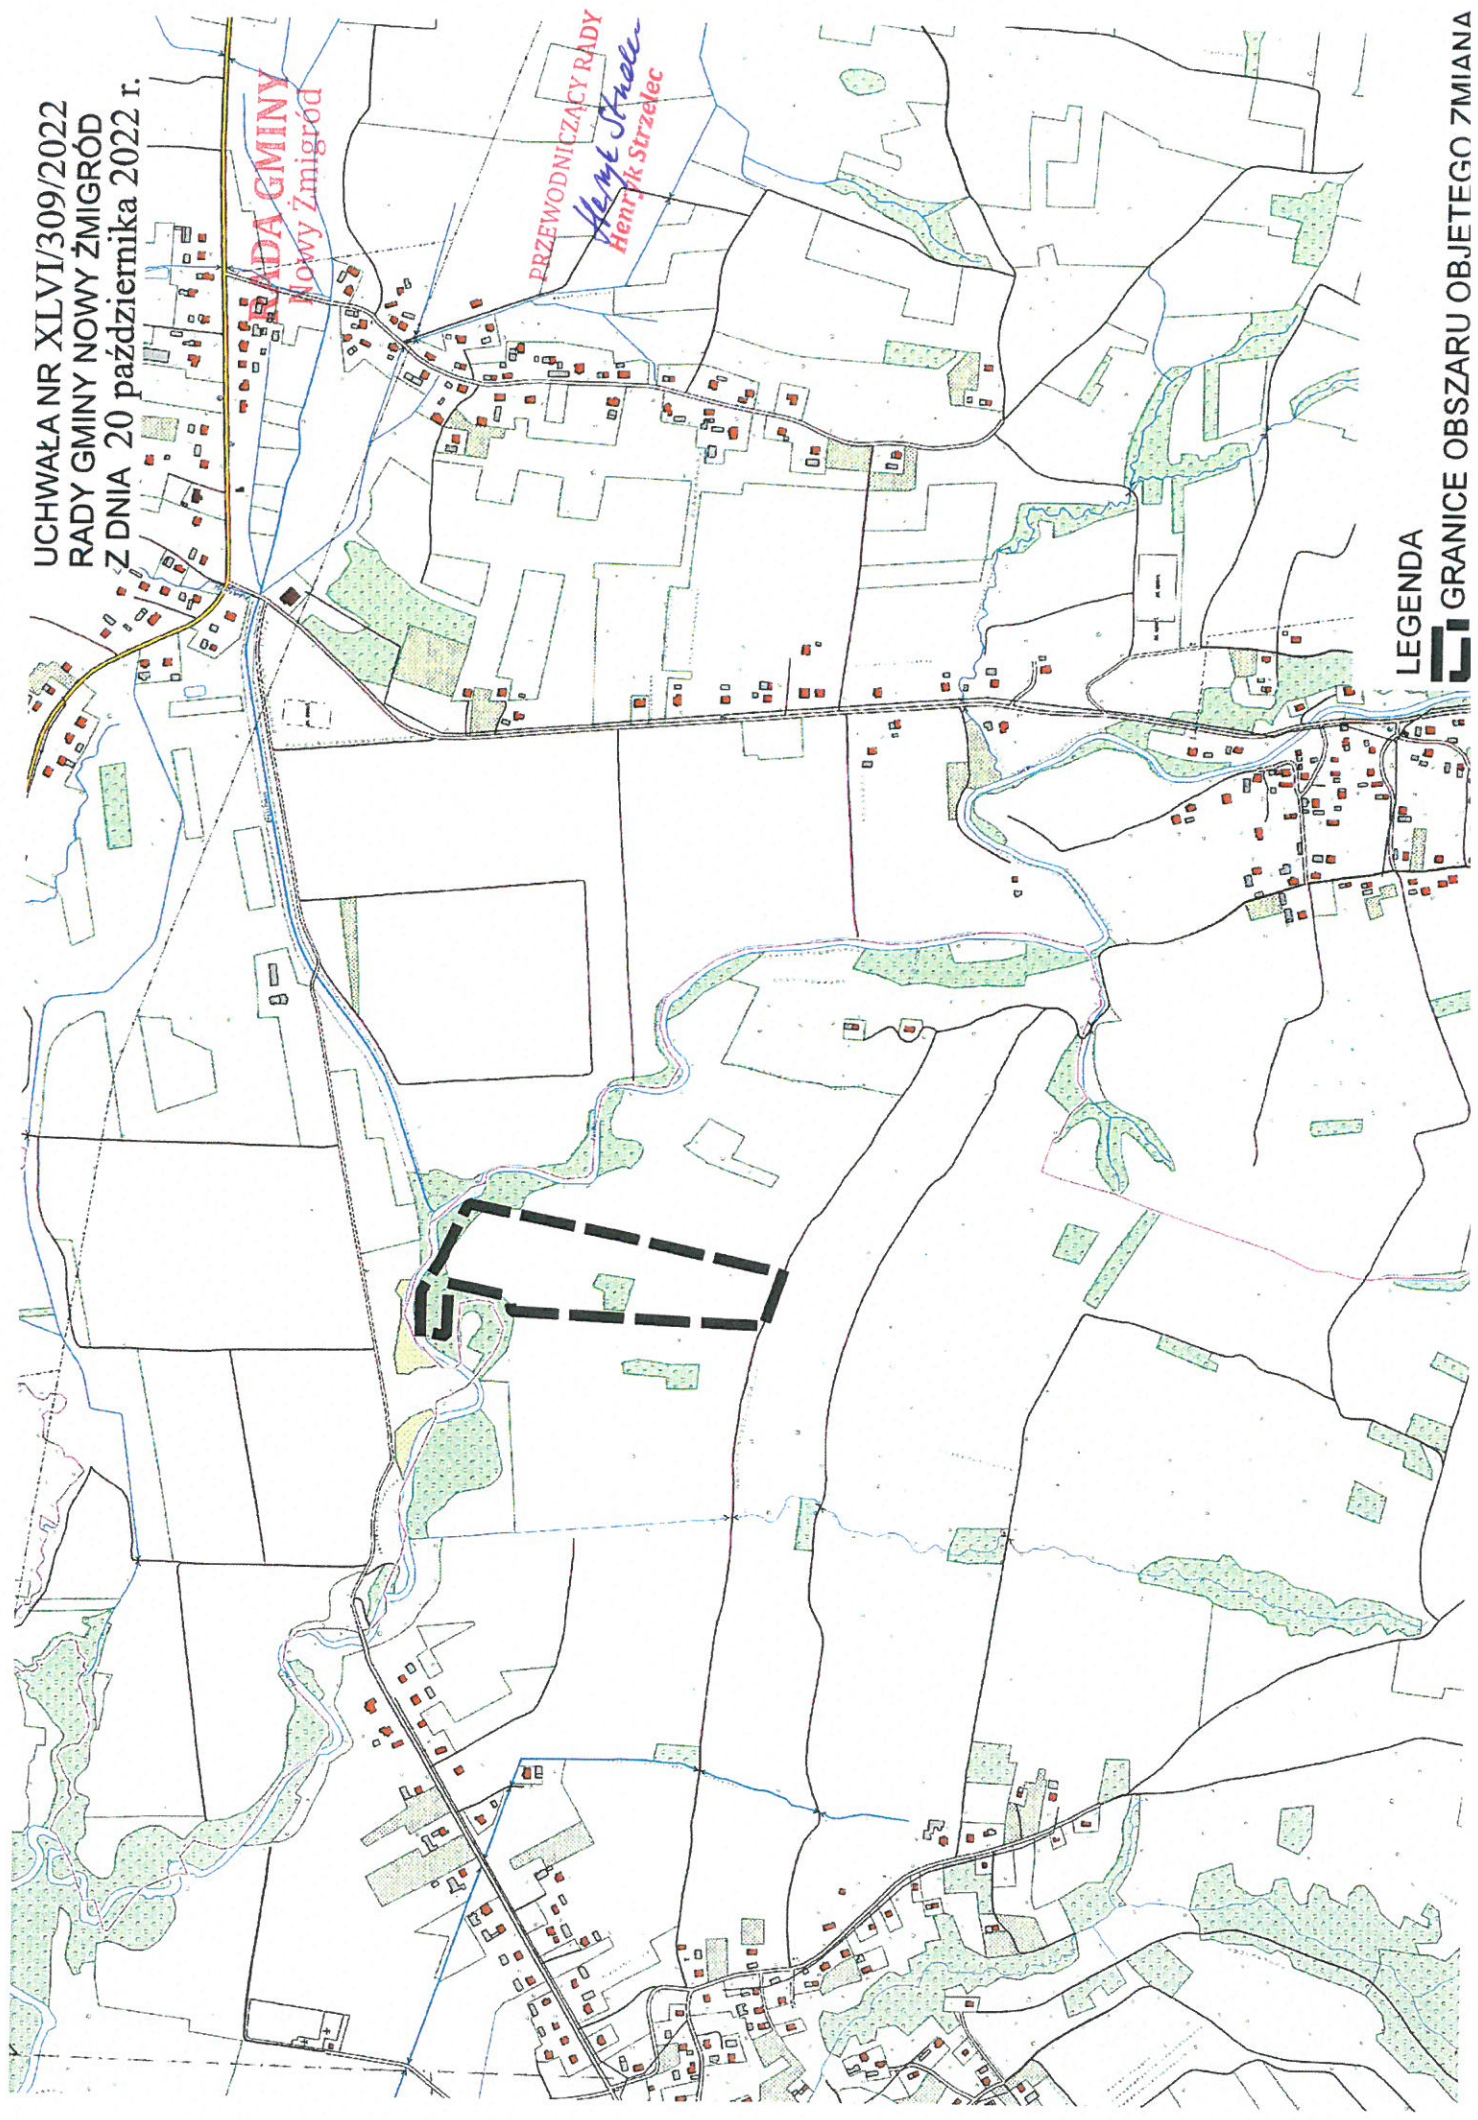 UCHWAŁA NR XLVI/309/2022
RADY GMINY NOWY ŻMIGRÓD
Z DNIA 20 października 2022 r.
RADA GMINY
Nowy Żmigród
PRZEWODNICZĄCY RADY
Henryk Strzelec
LEGENDA
GRANICE OBSZARU OBJĘTEGO ZMIANĄ